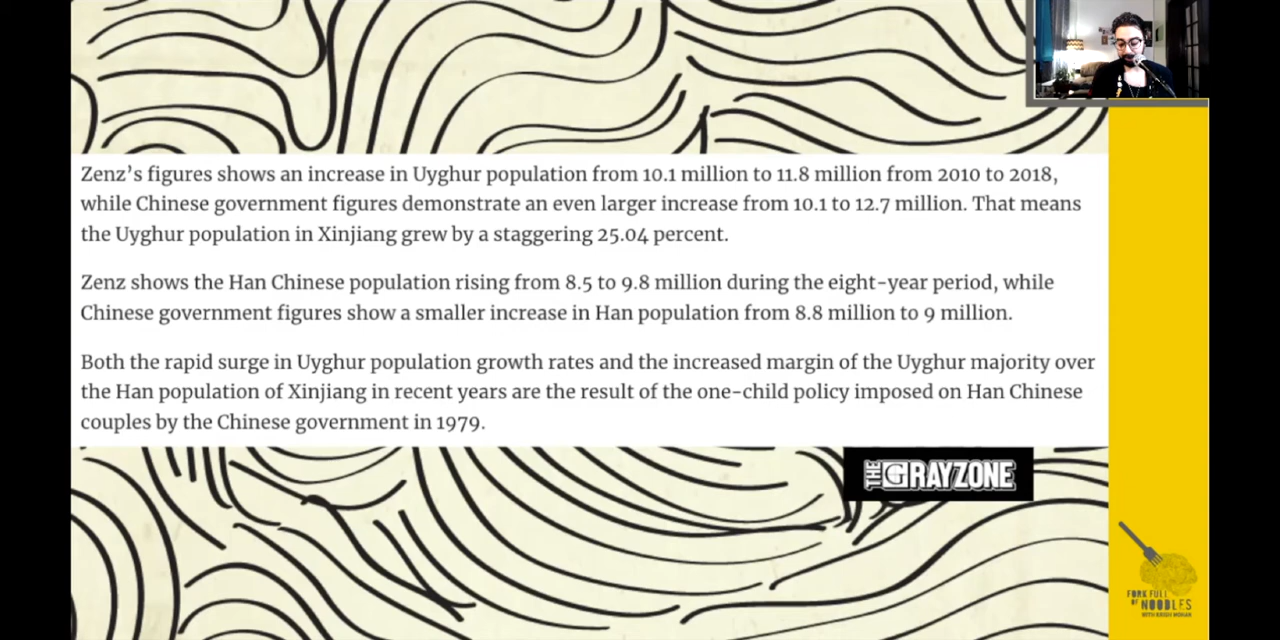 Zenz’s figures shows an increase in Uyghur population from 10.1 million to 11.8 million from 2010 to 2018,
while Chinese government figures demonstrate an even larger increase from 10.1 to 12.7 million. That means
the Uyghur population in Xinjiang grew by a staggering 25.04 percent.
Zenz shows the Han Chinese population rising from 8.5 to 9.8 million during the eight-year period, while
Chinese government figures show a smaller increase in Han population from 8.8 million to 9 million.
Both the rapid surge in Uyghur population growth rates and the increased margin of the Uyghur majority over
the Han population of Xinjiang in recent years are the result of the one-child policy imposed on Han Chinese
couples by the Chinese government in 1979.
THE GRAYZONE
FORK FULL
OF NOODLES
WITH KRISH MOHAN